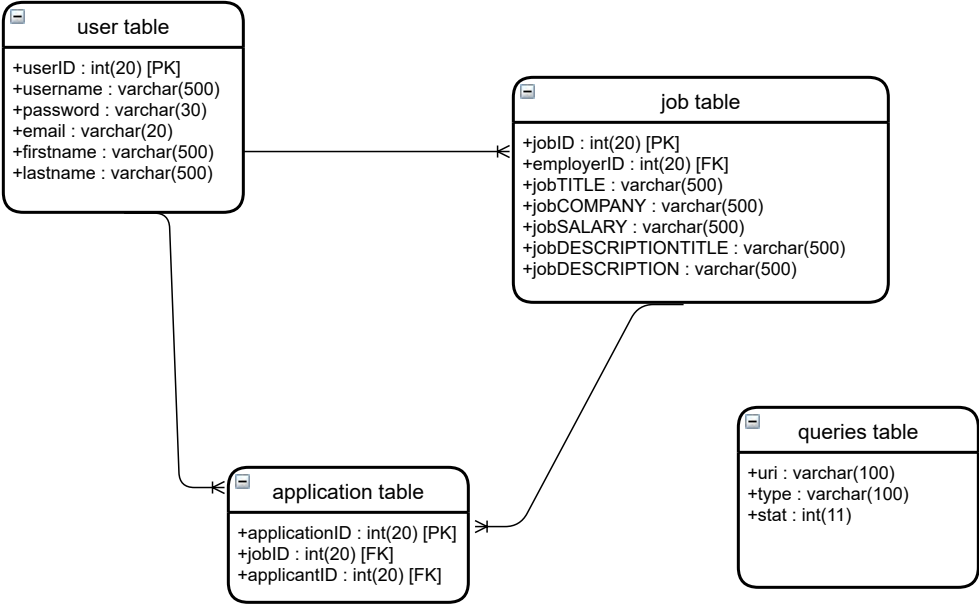 user table
+userID : int(20) [PK]
+username : varchar(500)
+password : varchar(30)
+email : varchar(20)
+firstname : varchar(500)
+lastname : varchar(500)
job table
+jobID : int(20) [PK]
+employerID : int(20) [FK]
+jobTITLE : varchar(500)
+jobCOMPANY : varchar(500)
+jobSALARY : varchar(500)
+jobDESCRIPTIONTITLE : varchar(500)
+jobDESCRIPTION : varchar(500)
application table
+applicationID : int(20) [PK]
+jobID : int(20) [FK]
+applicantID : int(20) [FK]
queries table
+uri : varchar(100)
+type : varchar(100)
+stat : int(11)